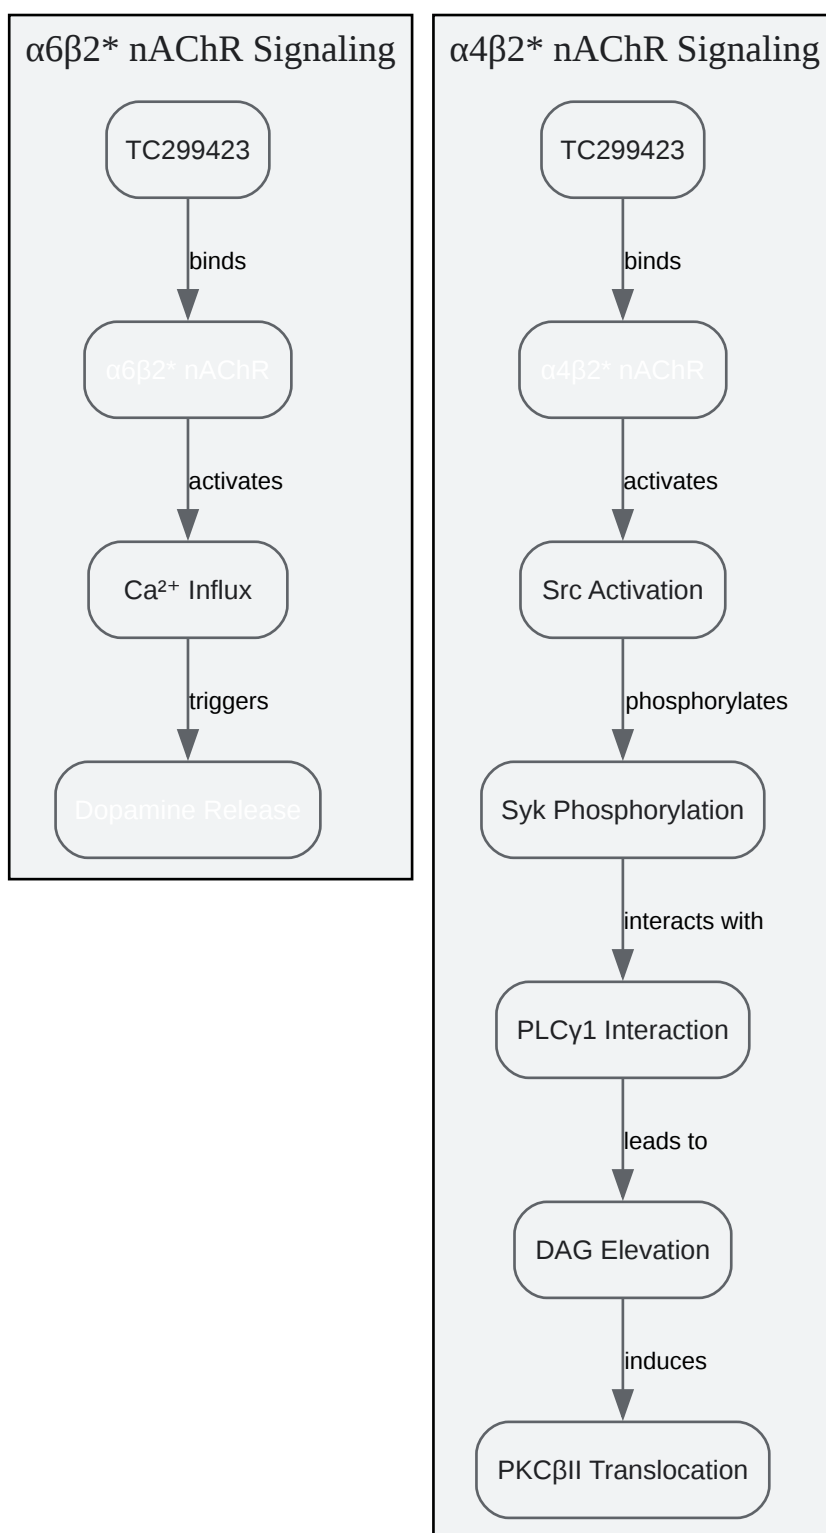 α6β2* nAChR Signaling
TC299423
binds
α6β2* nAChR
activates
Ca²⁺ Influx
triggers
Dopamine Release
α4β2* nAChR Signaling
TC299423
binds
α4β2* nAChR
activates
Src Activation
phosphorylates
Syk Phosphorylation
interacts with
PLCγ1 Interaction
leads to
DAG Elevation
induces
PKCβII Translocation